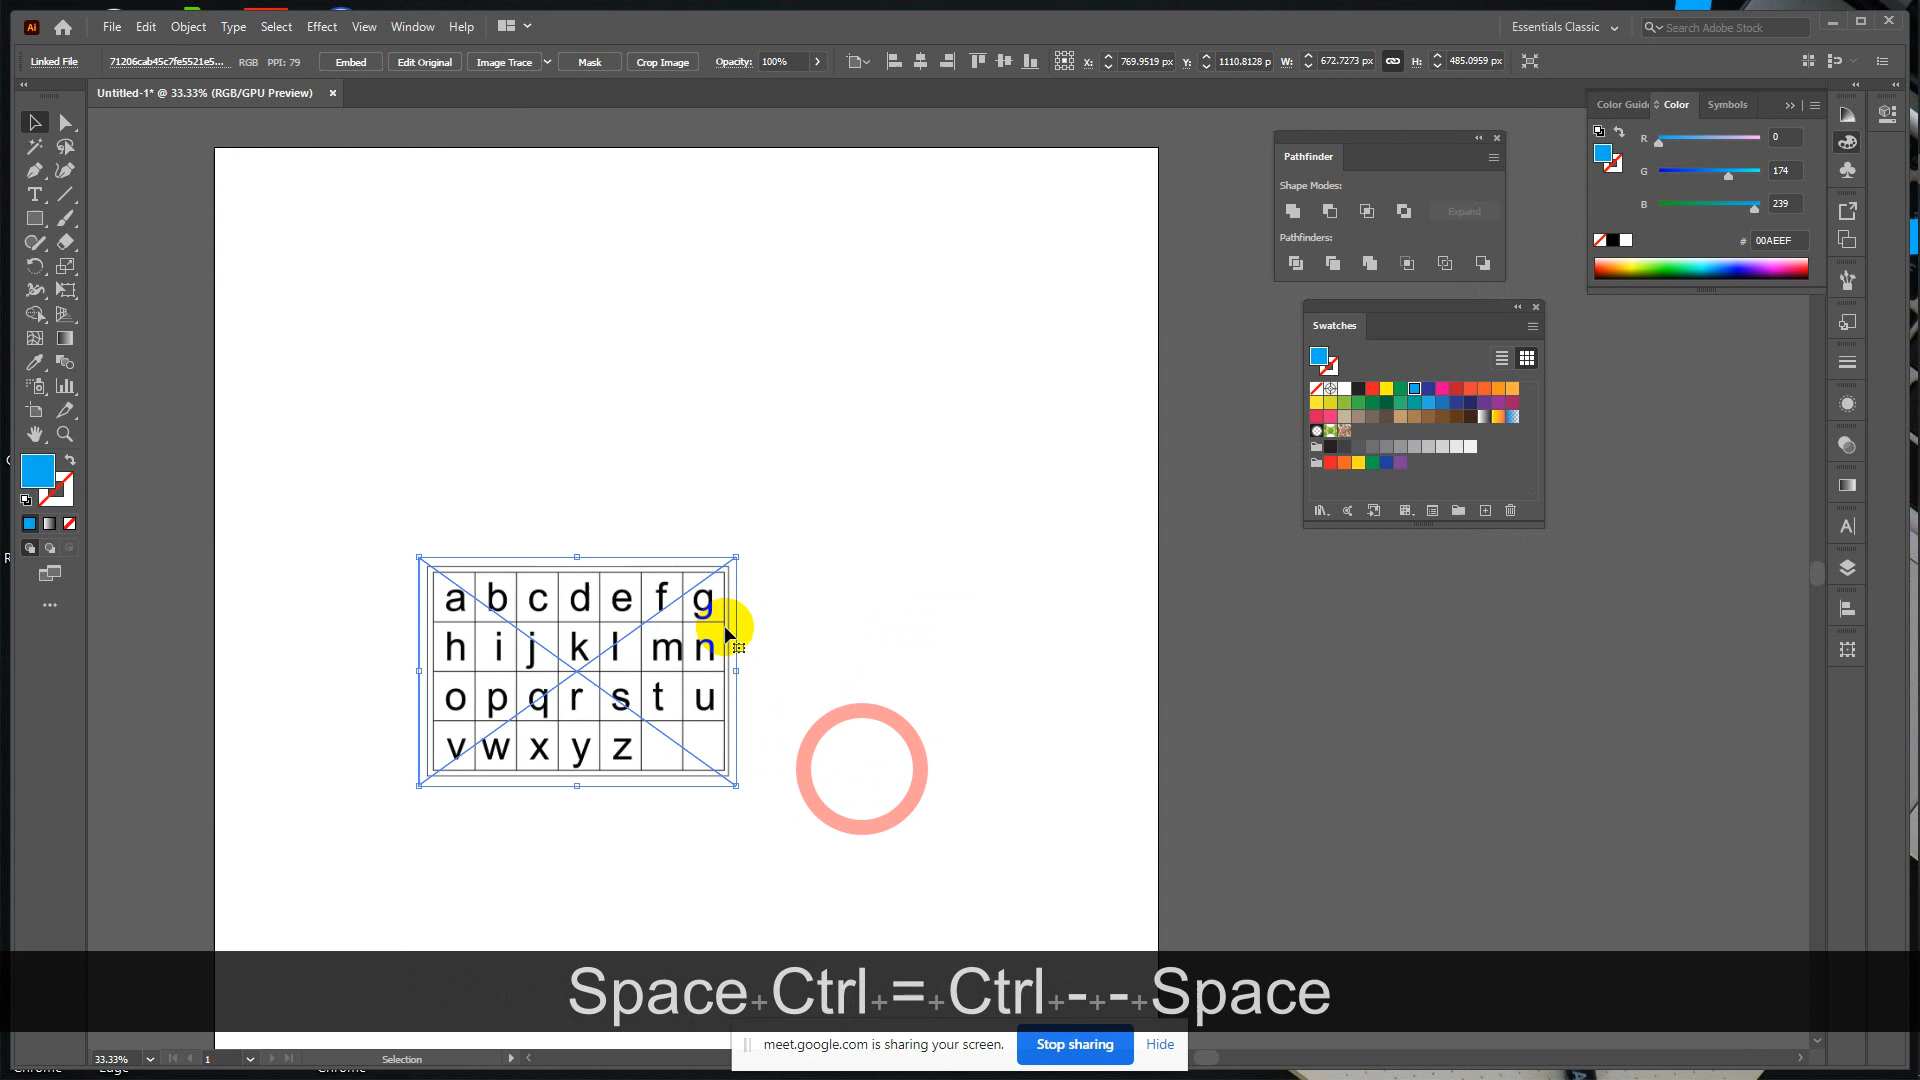 Ai File Edit Object Type Select Effect View Window Help Essentials Classic Search Adobe Stock
Linked File 71206cab45c7fe5521e5... RGB PPI: 79 Embed Edit Original Image Trace Mask Crop Image Opacity: 100% X: 769.9519 px Y: 1110.8128 p W: 672.7273 px H: 485.0959 px
Untitled-1* @ 33.33% (RGB/GPU Preview)
Color Guide Color Symbols
R 0
G 174
B 239
# 00AEEF
Pathfinder
Shape Modes:
Expand
Pathfinders:
Swatches
a b c d e f g
h i j k l m n
o p q r s t u
v w x y z
Space + Ctrl + = + Ctrl + - + - + Space
meet.google.com is sharing your screen. Stop sharing Hide
33.33% 1 Selection